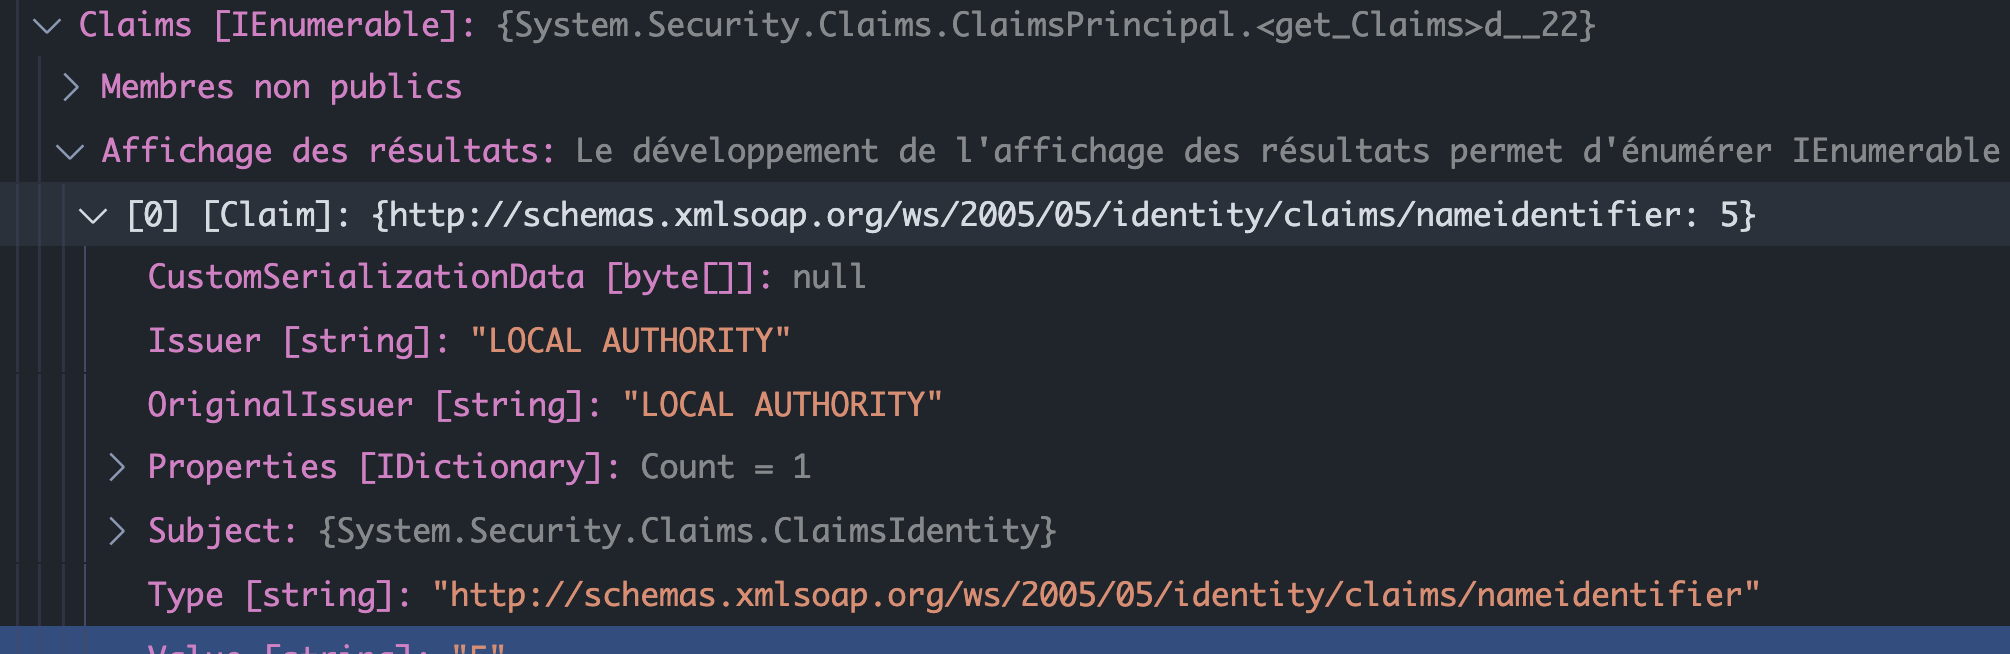 Claims [IEnumerable]: {System.Security.Claims.ClaimsPrincipal.<get_Claims>d__22}
Membres non publics
Affichage des résultats: Le développement de l'affichage des résultats permet d'énumérer IEnumerable
[0] [Claim]: {http://schemas.xmlsoap.org/ws/2005/05/identity/claims/nameidentifier: 5}
CustomSerializationData [byte[]]: null
Issuer [string]: "LOCAL AUTHORITY"
OriginalIssuer [string]: "LOCAL AUTHORITY"
Properties [IDictionary]: Count = 1
Subject: {System.Security.Claims.ClaimsIdentity}
Type [string]: "http://schemas.xmlsoap.org/ws/2005/05/identity/claims/nameidentifier"
Value [string]: "5"